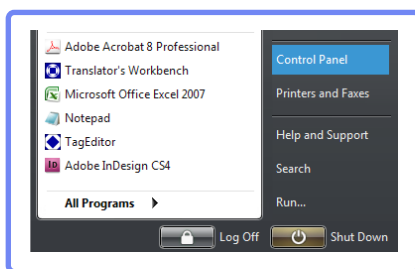 Adobe Acrobat 8 Professional
Translator's Workbench
Microsoft Office Excel 2007
Notepad
TagEditor
Adobe InDesign CS4
All Programs
Control Panel
Printers and Faxes
Help and Support
Search
Run...
Log Off
Shut Down